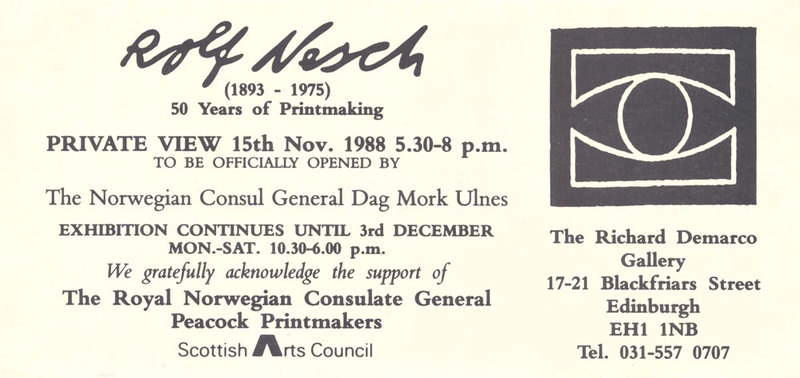 Rolf Nesch
(1893 - 1975)
50 Years of Printmaking
PRIVATE VIEW 15th Nov. 1988 5.30-8 p.m.
TO BE OFFICIALLY OPENED BY
The Norwegian Consul General Dag Mork Ulnes
EXHIBITION CONTINUES UNTIL 3rd DECEMBER
MON.-SAT. 10.30-6.00 p.m.
We gratefully acknowledge the support of
The Royal Norwegian Consulate General
Peacock Printmakers
Scottish Arts Council
The Richard Demarco
Gallery
17-21 Blackfriars Street
Edinburgh
EH1 1NB
Tel. 031-557 0707